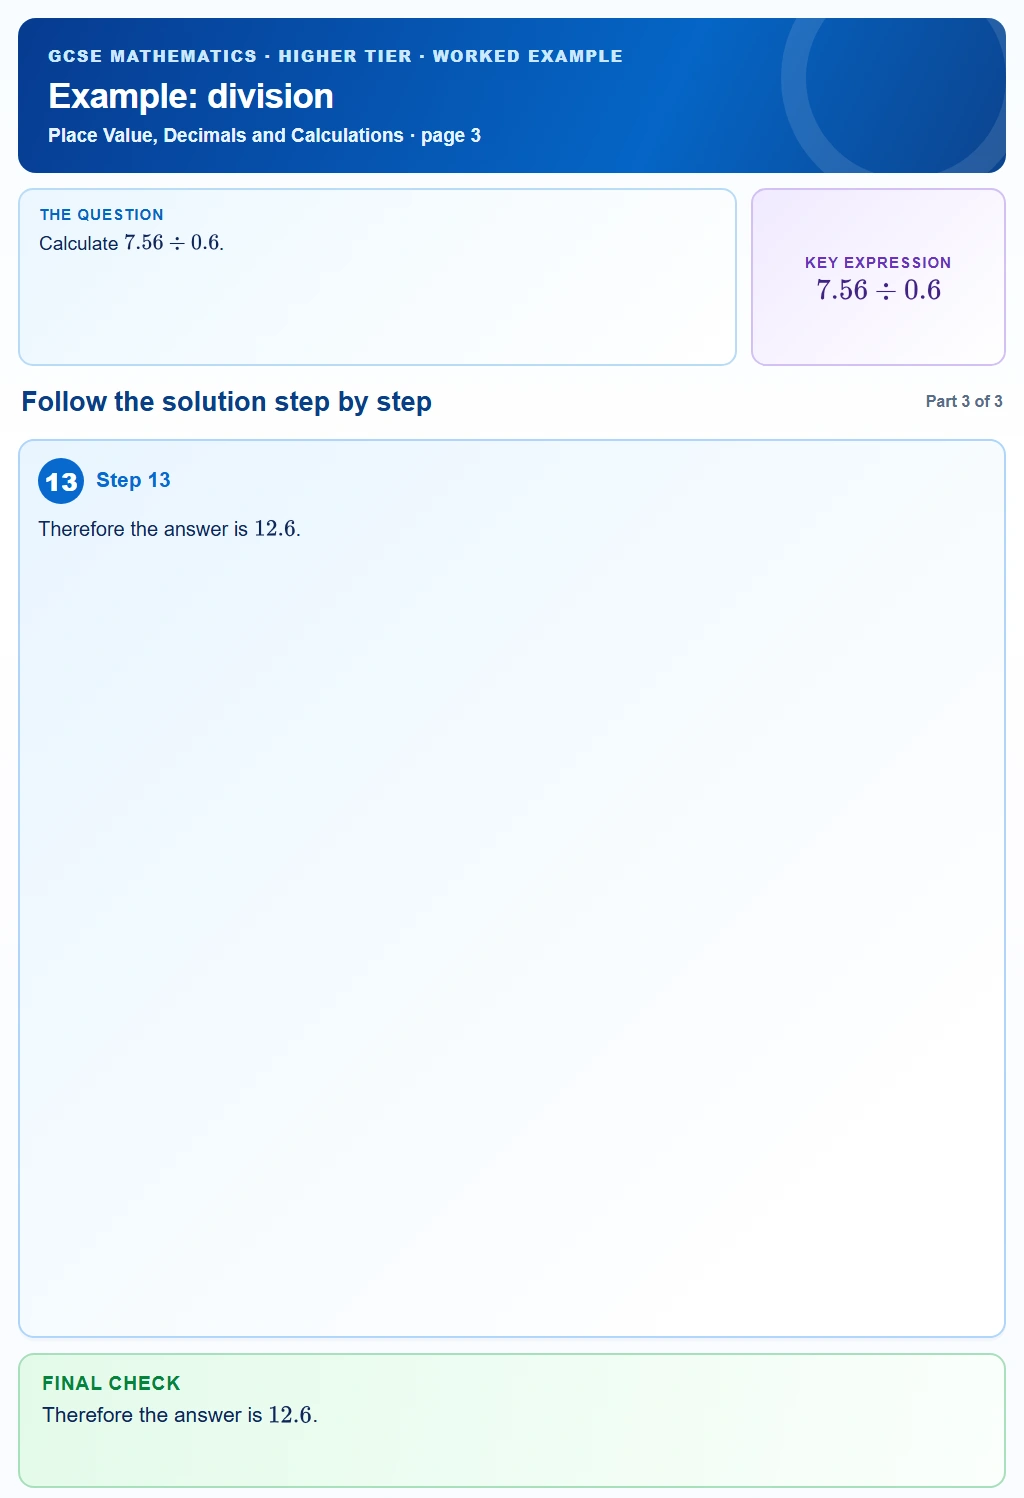 GCSE MATHEMATICS · HIGHER TIER · WORKED EXAMPLE
Example: division
Place Value, Decimals and Calculations · page 3
THE QUESTION
Calculate 7.56 ÷ 0.6.
KEY EXPRESSION
7.56 ÷ 0.6
Follow the solution step by step
Part 3 of 3
13 Step 13
Therefore the answer is 12.6.
FINAL CHECK
Therefore the answer is 12.6.